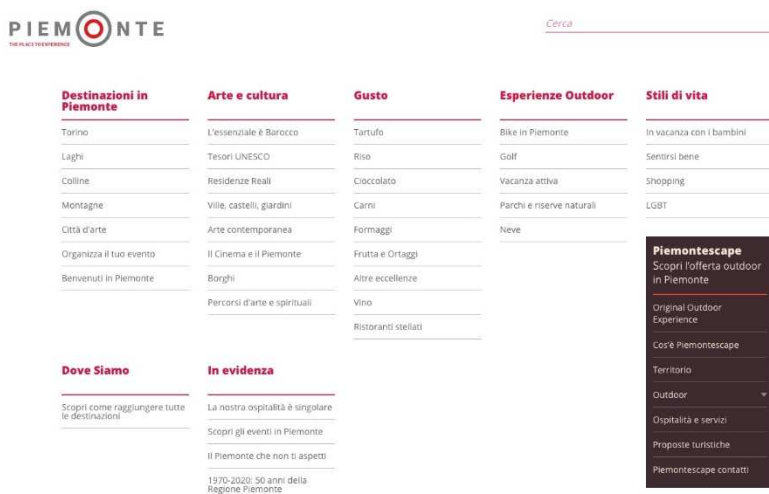 PIEMONTE
THE PLACE TO EXPERIENCE
Cerca
Destinazioni in
Piemonte
Torino
Laghi
Colline
Montagne
Città d'arte
Organizza il tuo evento
Benvenuti in Piemonte
Arte e cultura
L'essenziale è Barocco
Tesori UNESCO
Residenze Reali
Ville, castelli, giardini
Arte contemporanea
Il Cinema e il Piemonte
Borghi
Percorsi d'arte e spirituali
Gusto
Tartufo
Riso
Cioccolato
Carni
Formaggi
Frutta e Ortaggi
Altre eccellenze
Vino
Ristoranti stellati
Esperienze Outdoor
Bike in Piemonte
Golf
Vacanza attiva
Parchi e riserve naturali
Neve
Stili di vita
In vacanza con i bambini
Sentirsi bene
Shopping
LGBT
Piemontescape
Scopri l'offerta outdoor
in Piemonte
Original Outdoor
Experience
Cos'è Piemontescape
Territorio
Outdoor
Ospitalità e servizi
Proposte turistiche
Piemontescape contatti
Dove Siamo
Scopri come raggiungere tutte
le destinazioni
In evidenza
La nostra ospitalità è singolare
Scopri gli eventi in Piemonte
Il Piemonte che non ti aspetti
1970-2020: 50 anni della
Regione Piemonte